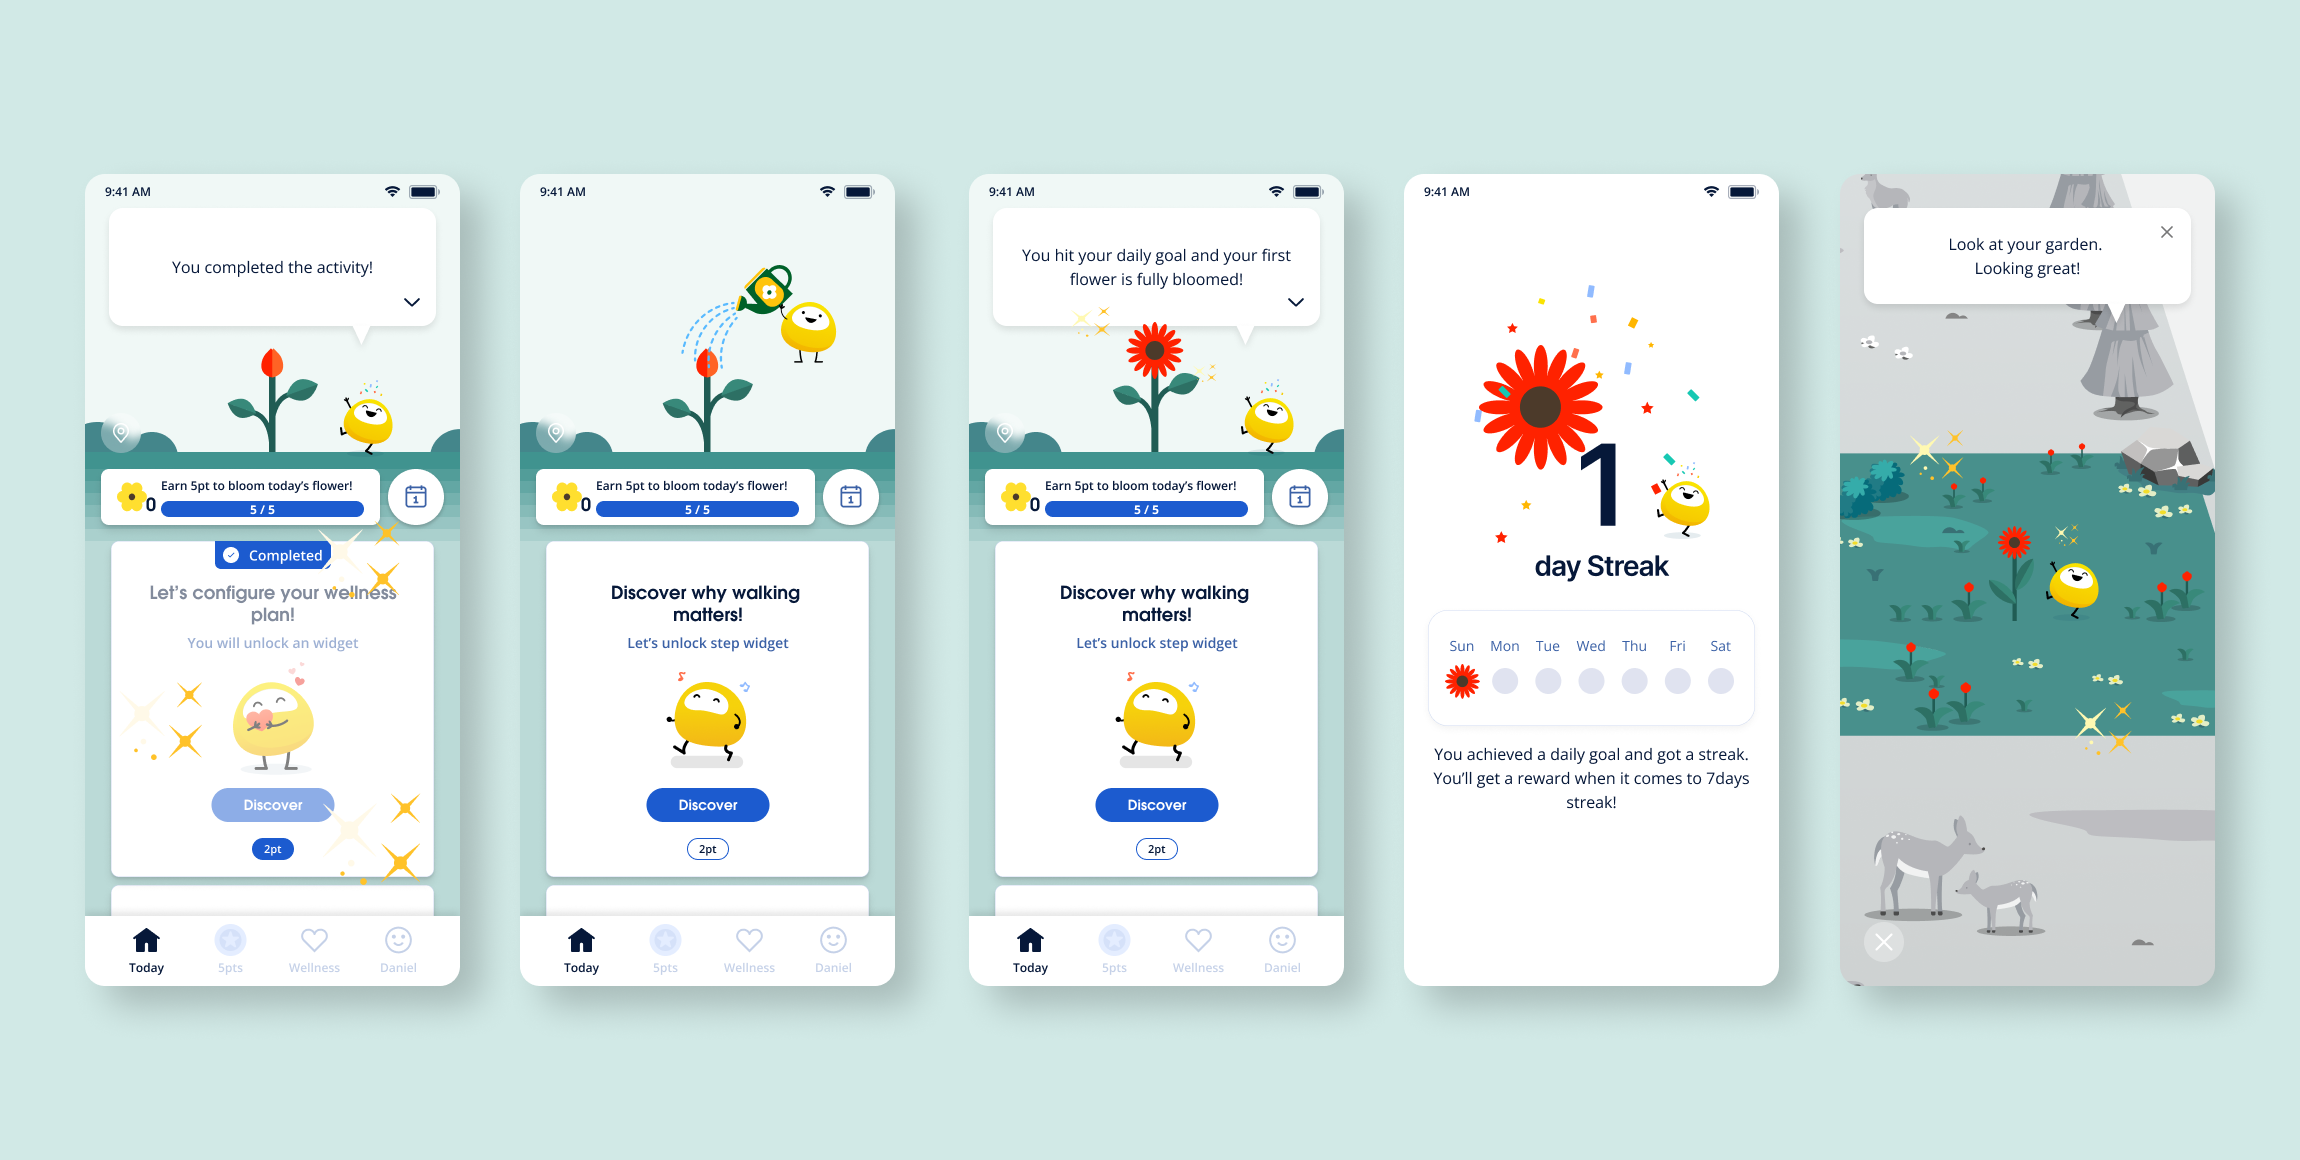 9:41 AM
You completed the activity!
0
Earn 5pt to bloom today's flower!
5 / 5
1
Completed
Let's configure your wellness
plan!
You will unlock an widget
Discover
2pt
Today
5pts
Wellness
Daniel
9:41 AM
0
Earn 5pt to bloom today's flower!
5 / 5
1
Discover why walking
matters!
Let's unlock step widget
Discover
2pt
Today
5pts
Wellness
Daniel
9:41 AM
You hit your daily goal and your first
flower is fully bloomed!
0
Earn 5pt to bloom today's flower!
5 / 5
1
Discover why walking
matters!
Let's unlock step widget
Discover
2pt
Today
5pts
Wellness
Daniel
9:41 AM
1
day Streak
Sun Mon Tue Wed Thu Fri Sat
You achieved a daily goal and got a streak.
You'll get a reward when it comes to 7days
streak!
Look at your garden.
Looking great!